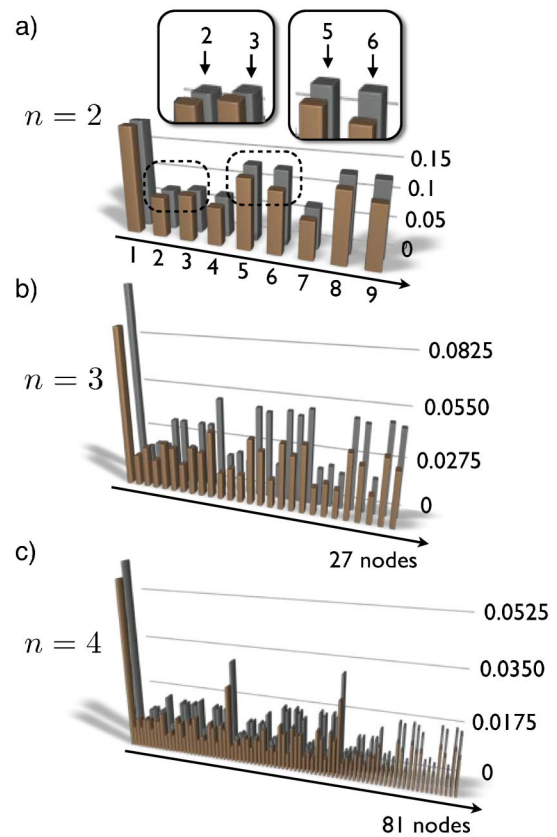 a)
2 3
5 6
n = 2
0.15
0.1
0.05
0
1 2 3 4 5 6 7 8 9
b)
n = 3
0.0825
0.0550
0.0275
0
27 nodes
c)
n = 4
0.0525
0.0350
0.0175
0
81 nodes